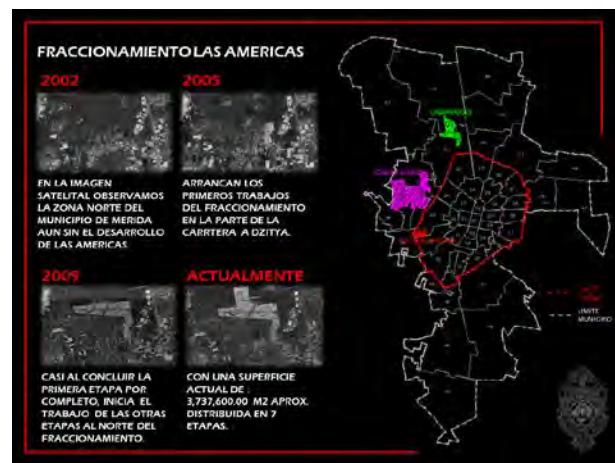 FRACCIONAMIENTO LAS AMERICAS
2002
EN LA IMAGEN
SATELITAL OBSERVAMOS
LA ZONA NORTE DEL
MUNICIPIO DE MERIDA
AUN SIN EL DESARROLLO
DE LAS AMERICAS.
2005
ARRANCAN LOS
PRIMEROS TRABAJOS
DEL FRACCIONAMIENTO
EN LA PARTE DE LA
CARRTERA A DZITYA.
2009
CASI AL CONCLUIR LA
PRIMERA ETAPA POR
COMPLETO, INICIA EL
TRABAJO DE LAS OTRAS
ETAPAS AL NORTE DEL
FRACCIONAMIENTO.
ACTUALMENTE
CON UNA SUPERFICIE
ACTUAL DE
3,737,600.00 M2 APROX.
DISTRIBUIDA EN 7
ETAPAS.
LIMITE
MUNICIPIO